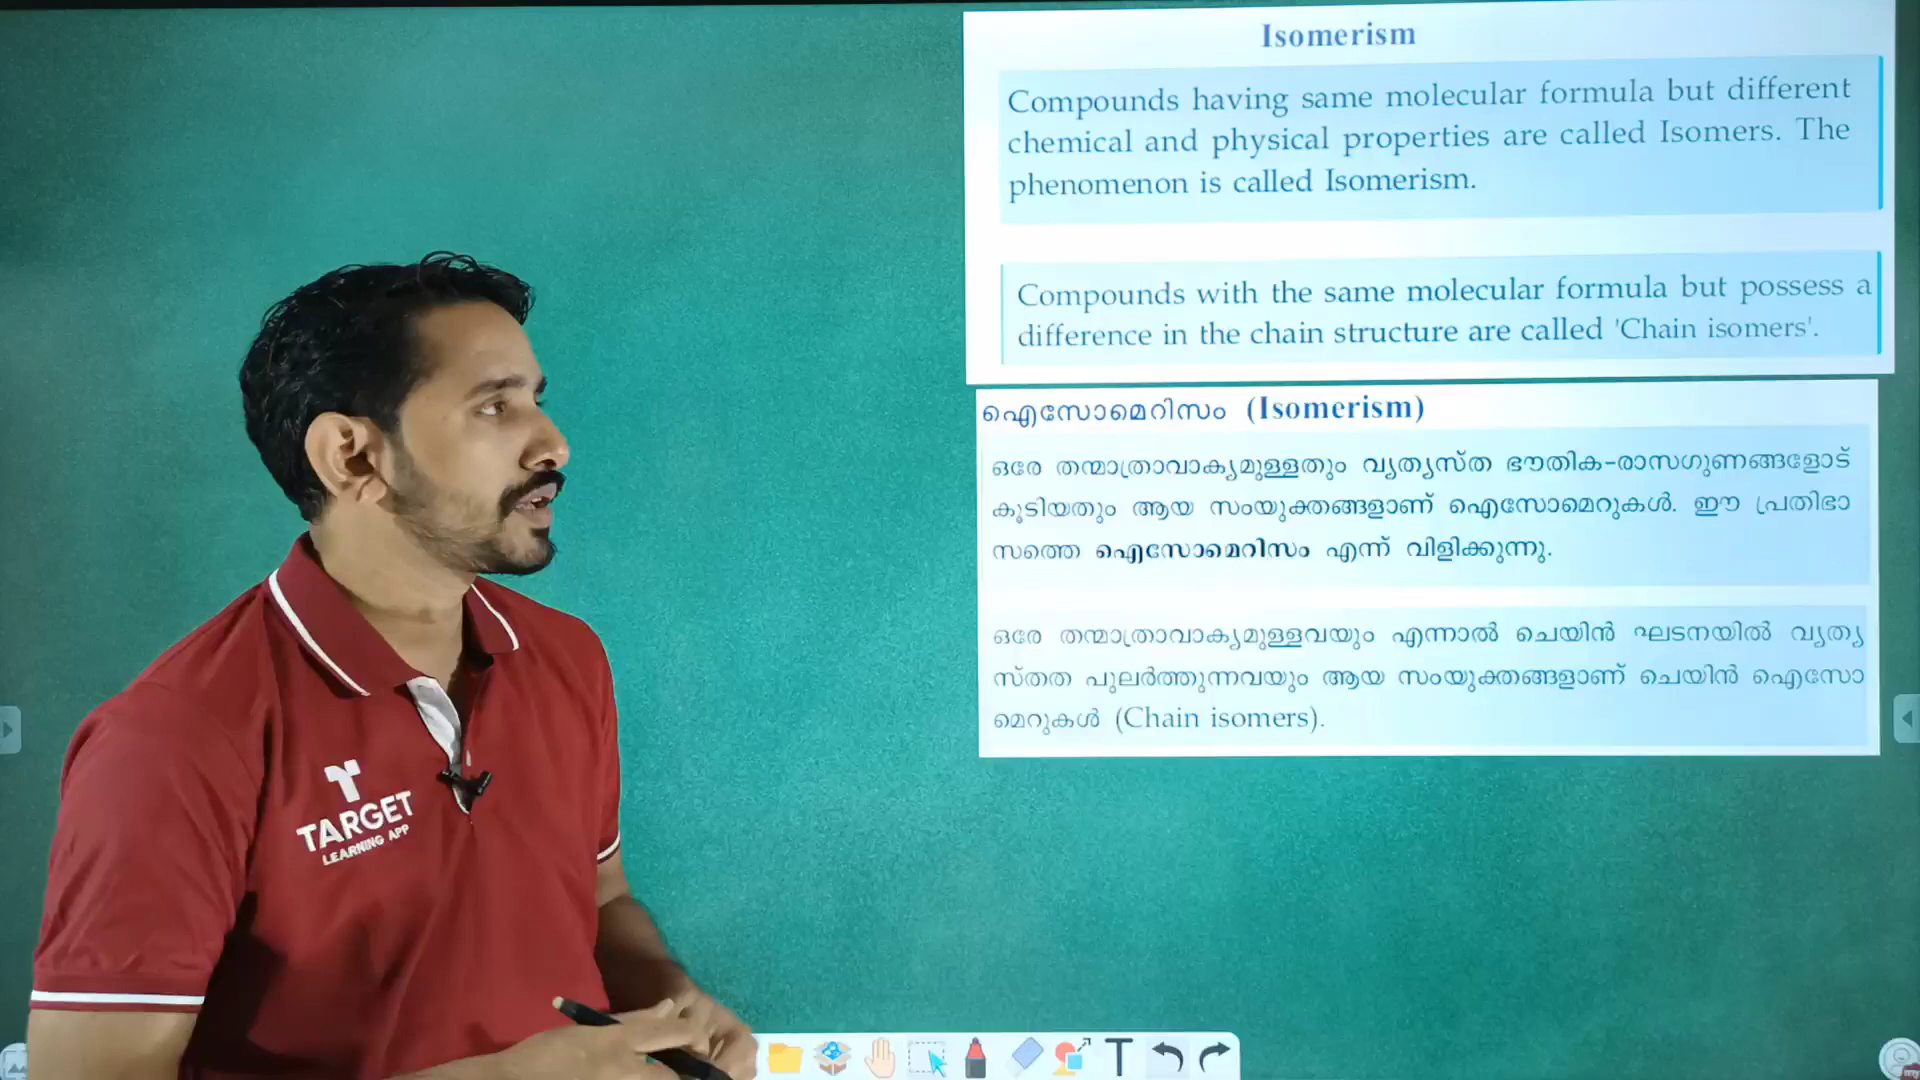 Isomerism
Compounds having same molecular formula but different
chemical and physical properties are called Isomers. The
phenomenon is called Isomerism.
Compounds with the same molecular formula but possess a
difference in the chain structure are called 'Chain isomers'.
ഐസോമെറിസം (Isomerism)
ഒരേ തന്മാത്രാവാക്യമുള്ളതും വ്യത്യസ്ത ഭൗതിക-രാസഗുണങ്ങളോട്
കൂടിയതും ആയ സംയുക്തങ്ങളാണ് ഐസോമെറുകൾ. ഈ പ്രതിഭാ
സത്തെ ഐസോമെറിസം എന്ന് വിളിക്കുന്നു.
ഒരേ തന്മാത്രാവാക്യമുള്ളവയും എന്നാൽ ചെയിൻ ഘടനയിൽ വ്യത്യ
സ്തത പുലർത്തുന്നവയും ആയ സംയുക്തങ്ങളാണ് ചെയിൻ ഐസോ
മെറുകൾ (Chain isomers).
TARGET
LEARNING APP
T